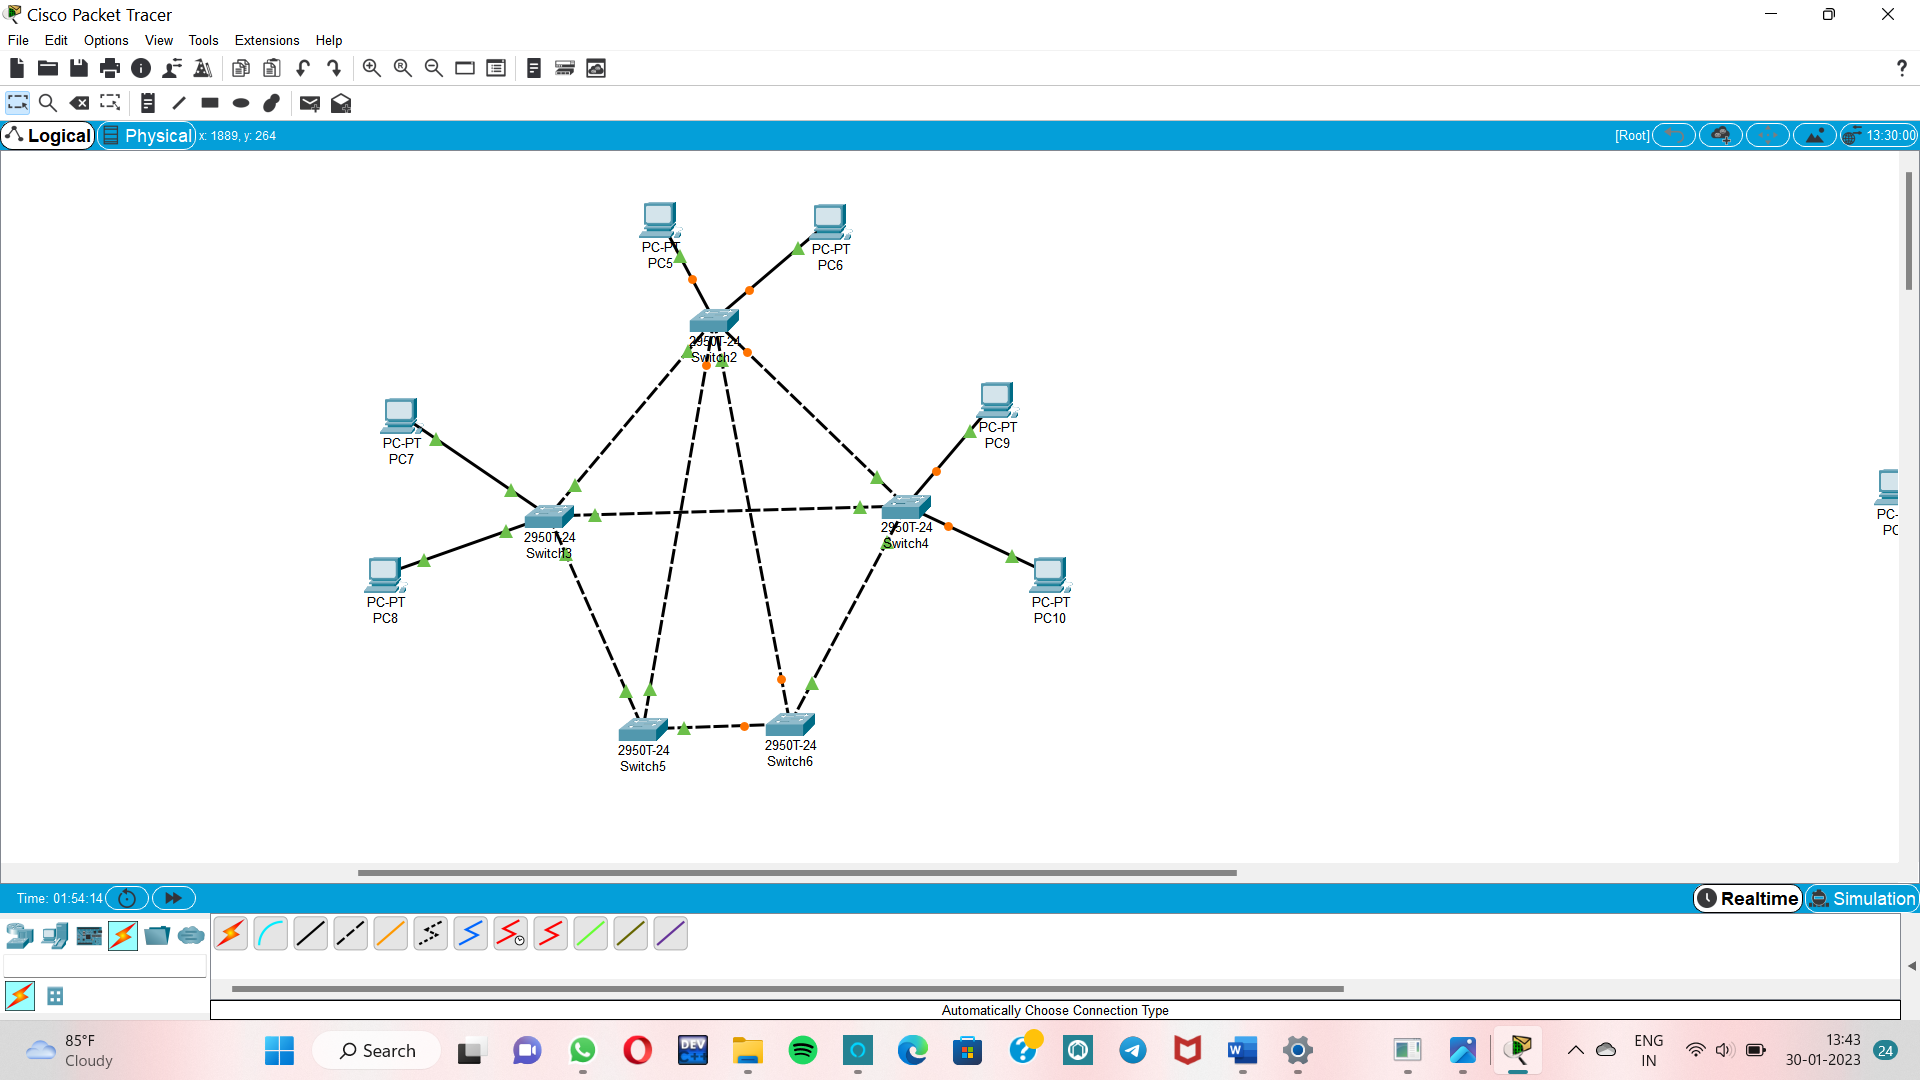 Cisco Packet Tracer
File Edit Options View Tools Extensions Help
?
Logical Physical x: 1889, y: 264 [Root] 13:30:00
PC-PT
PC5
PC-PT
PC6
2950T-24
Switch2
PC-PT
PC7
PC-PT
PC9
2950T-24
Switch3
2950T-24
Switch4
PC-PT
PC8
PC-PT
PC10
PC-
PC
2950T-24
Switch5
2950T-24
Switch6
Time: 01:54:14 Realtime Simulation
Automatically Choose Connection Type
85°F
Cloudy
Search
DEV
ENG
IN
13:43
30-01-2023
24